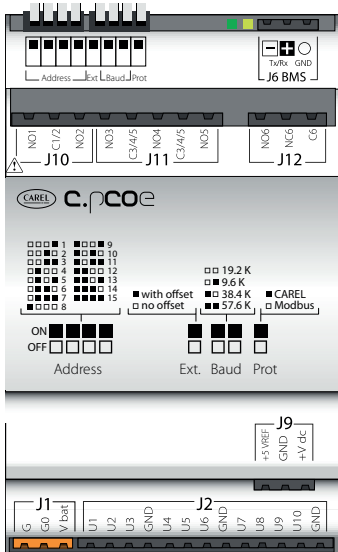 Tx/Rx GND
Address Ext Baud Prot
J6 BMS
NO1 C1/2 NO2 NO3 C3/4/5 NO4 C3/4/5 NO5 NO6 NC6 C6
J10 J11 J12
CAREL c.pCOe
1 9
2 10
3 11
4 12
5 13
6 14
7 15
8
19.2 K
9.6 K
38.4 K
57.6 K
with offset
no offset
CAREL
Modbus
ON
OFF
Address Ext. Baud Prot
J9
+5 VREF GND +V dc
J1 J2
G G0 V bat U1 U2 U3 GND U4 U5 U6 GND U7 U8 U9 U10 GND